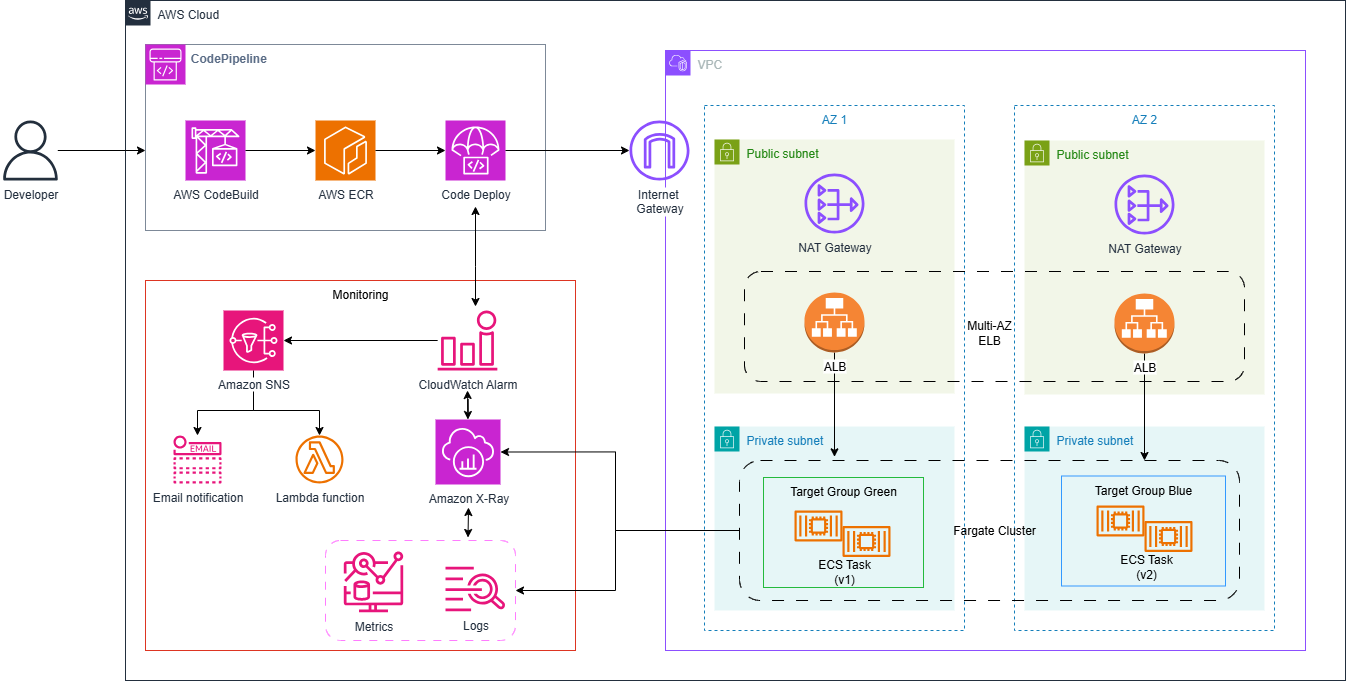 aws
AWS Cloud
CodePipeline
VPC
AZ 1
AZ 2
Public subnet
Public subnet
Developer
AWS CodeBuild
AWS ECR
Code Deploy
Internet
Gateway
NAT Gateway
NAT Gateway
Monitoring
Multi-AZ
ELB
ALB
ALB
Amazon SNS
CloudWatch Alarm
EMAIL
Email notification
Lambda function
Amazon X-Ray
Private subnet
Private subnet
Target Group Green
Target Group Blue
Fargate Cluster
ECS Task
(v1)
ECS Task
(v2)
Metrics
Logs